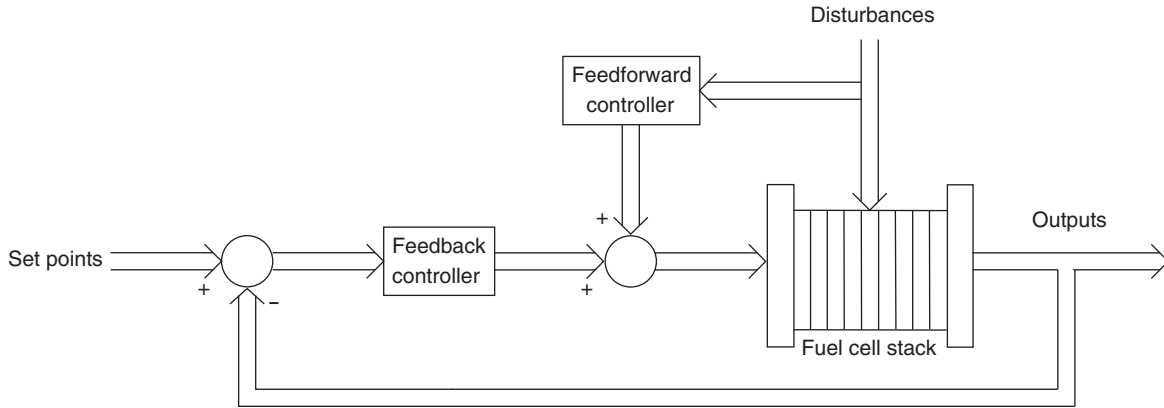 Disturbances
Feedforward
controller
+
Outputs
Set points
Feedback
controller
+
+
–
Fuel cell stack